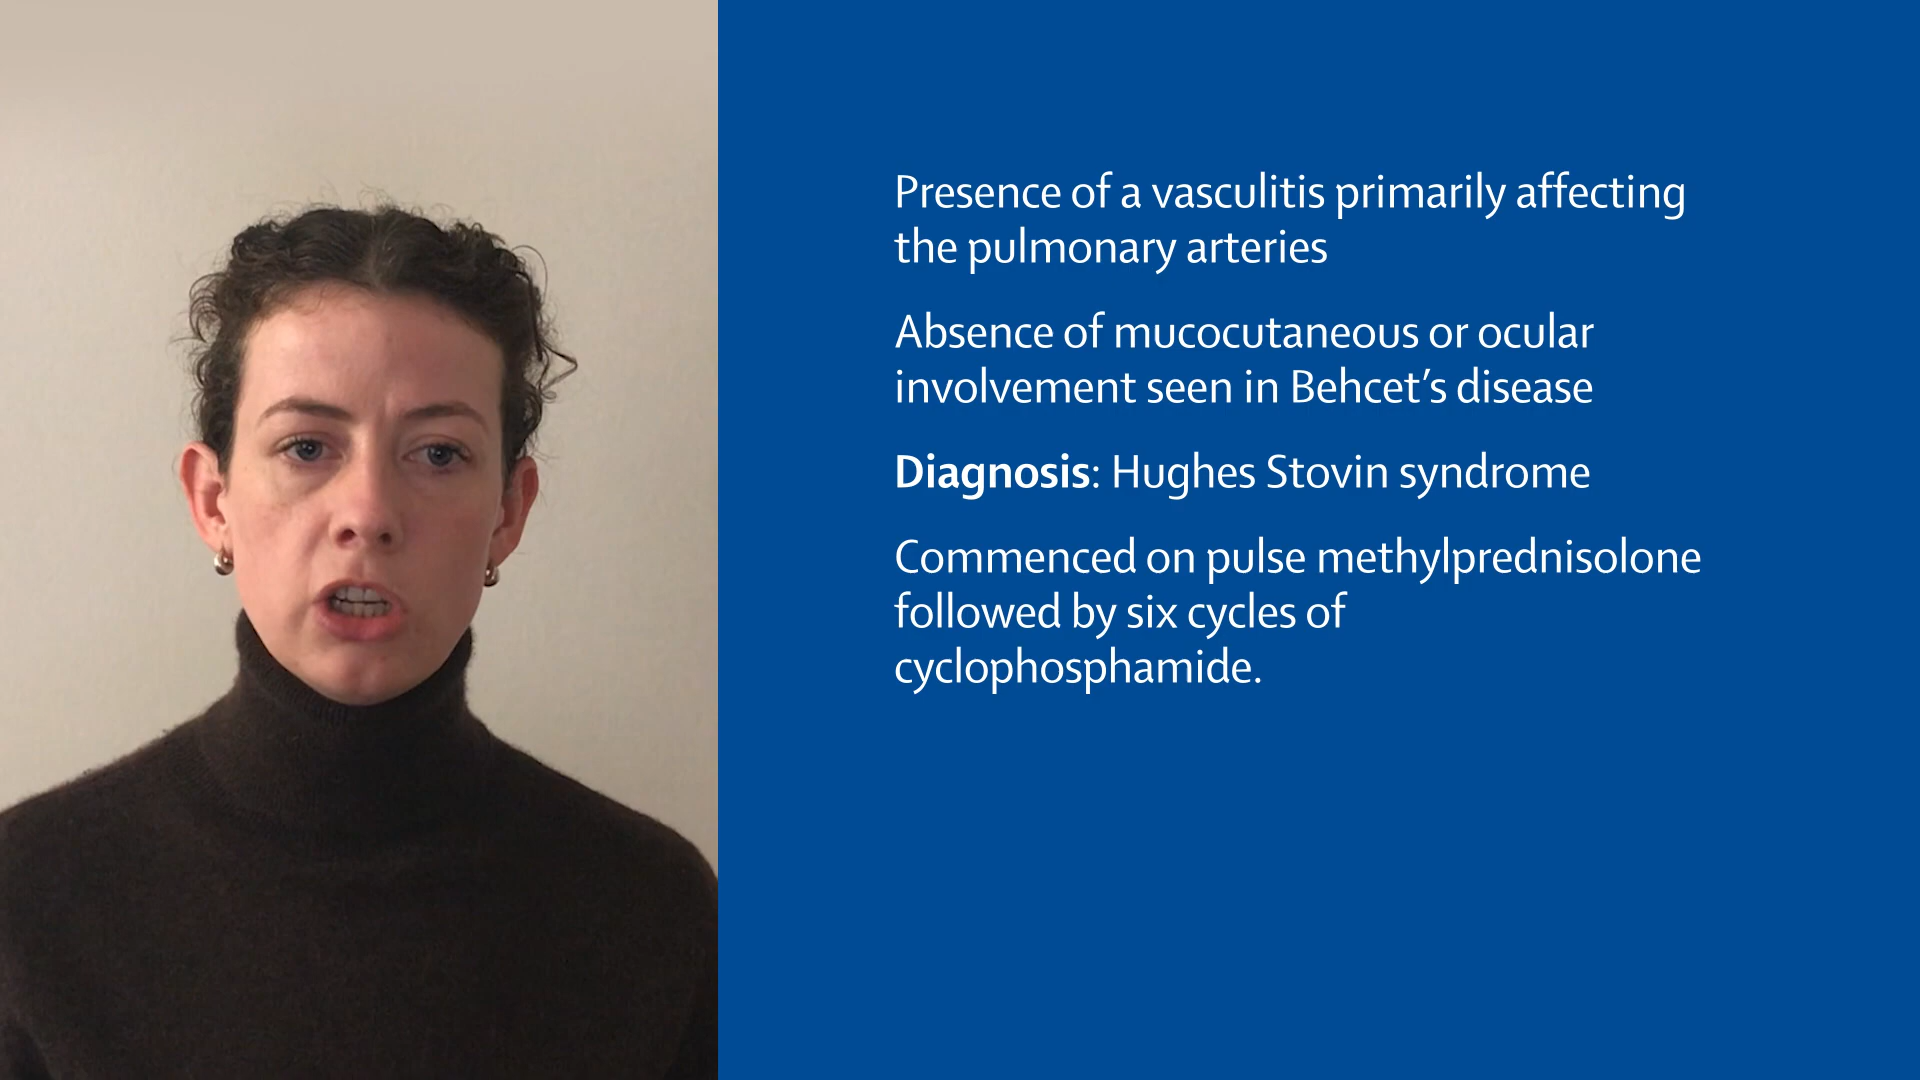 Presence of a vasculitis primarily affecting
the pulmonary arteries
Absence of mucocutaneous or ocular
involvement seen in Behcet’s disease
Diagnosis: Hughes Stovin syndrome
Commenced on pulse methylprednisolone
followed by six cycles of
cyclophosphamide.